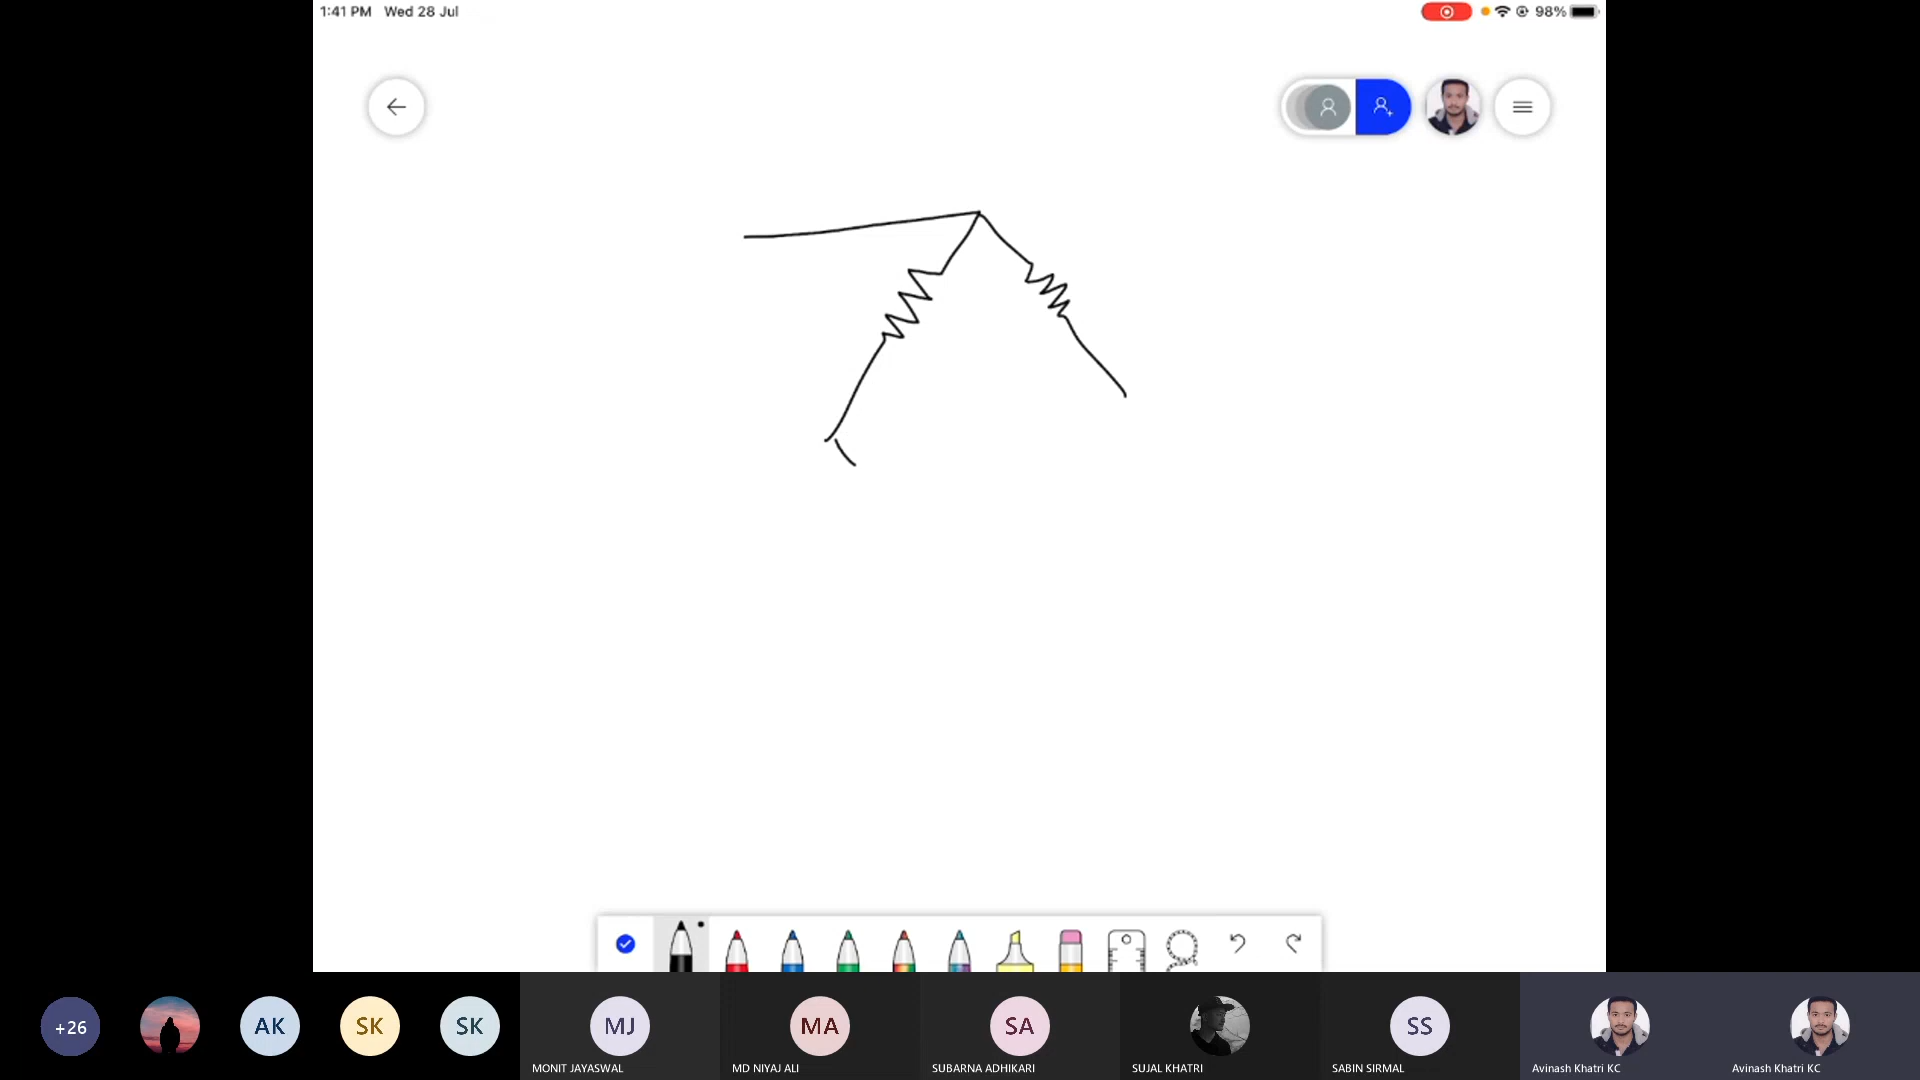 1:41 PM Wed 28 Jul
98%
+26
AK
SK
SK
MJ
MA
SA
SS
MONIT JAYASWAL
MD NIYAJ ALI
SUBARNA ADHIKARI
SUJAL KHATRI
SABIN SIRMAL
Avinash Khatri KC
Avinash Khatri KC